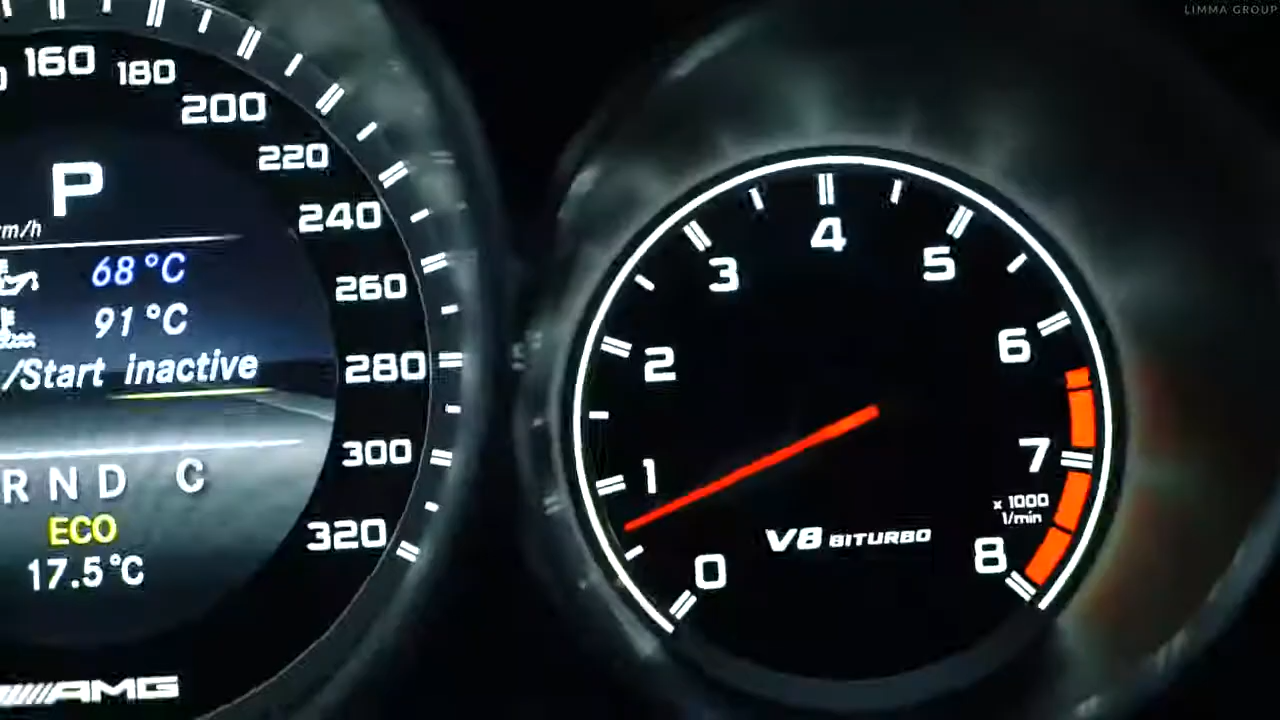 LIMMA GROUP
160
180
200
220
240
260
280
300
320
P
km/h
68°C
91°C
/Start inactive
R N D C
ECO
17.5°C
AMG
0
1
2
3
4
5
6
7
8
x 1000
1/min
V8 BITURBO